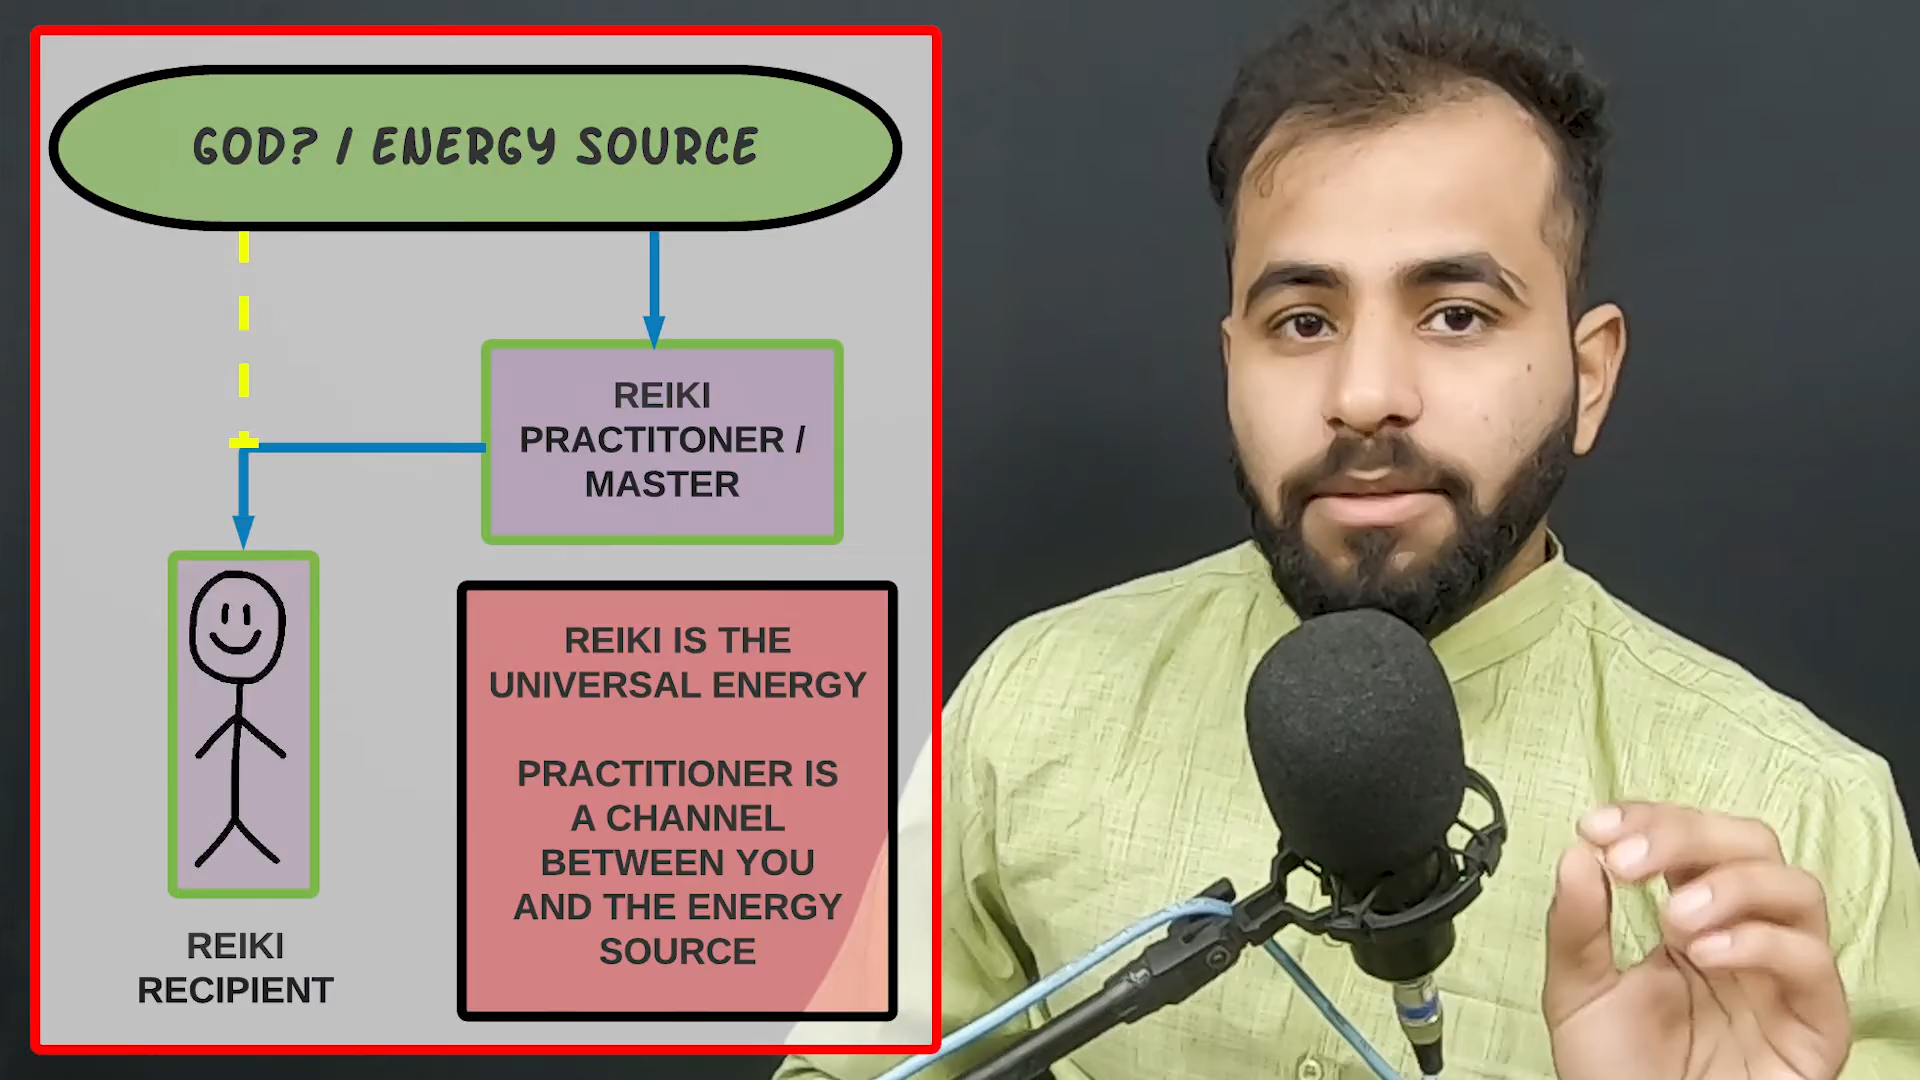 GOD? / ENERGY SOURCE
REIKI
PRACTITONER /
MASTER
REIKI IS THE
UNIVERSAL ENERGY
PRACTITIONER IS
A CHANNEL
BETWEEN YOU
AND THE ENERGY
SOURCE
REIKI
RECIPIENT